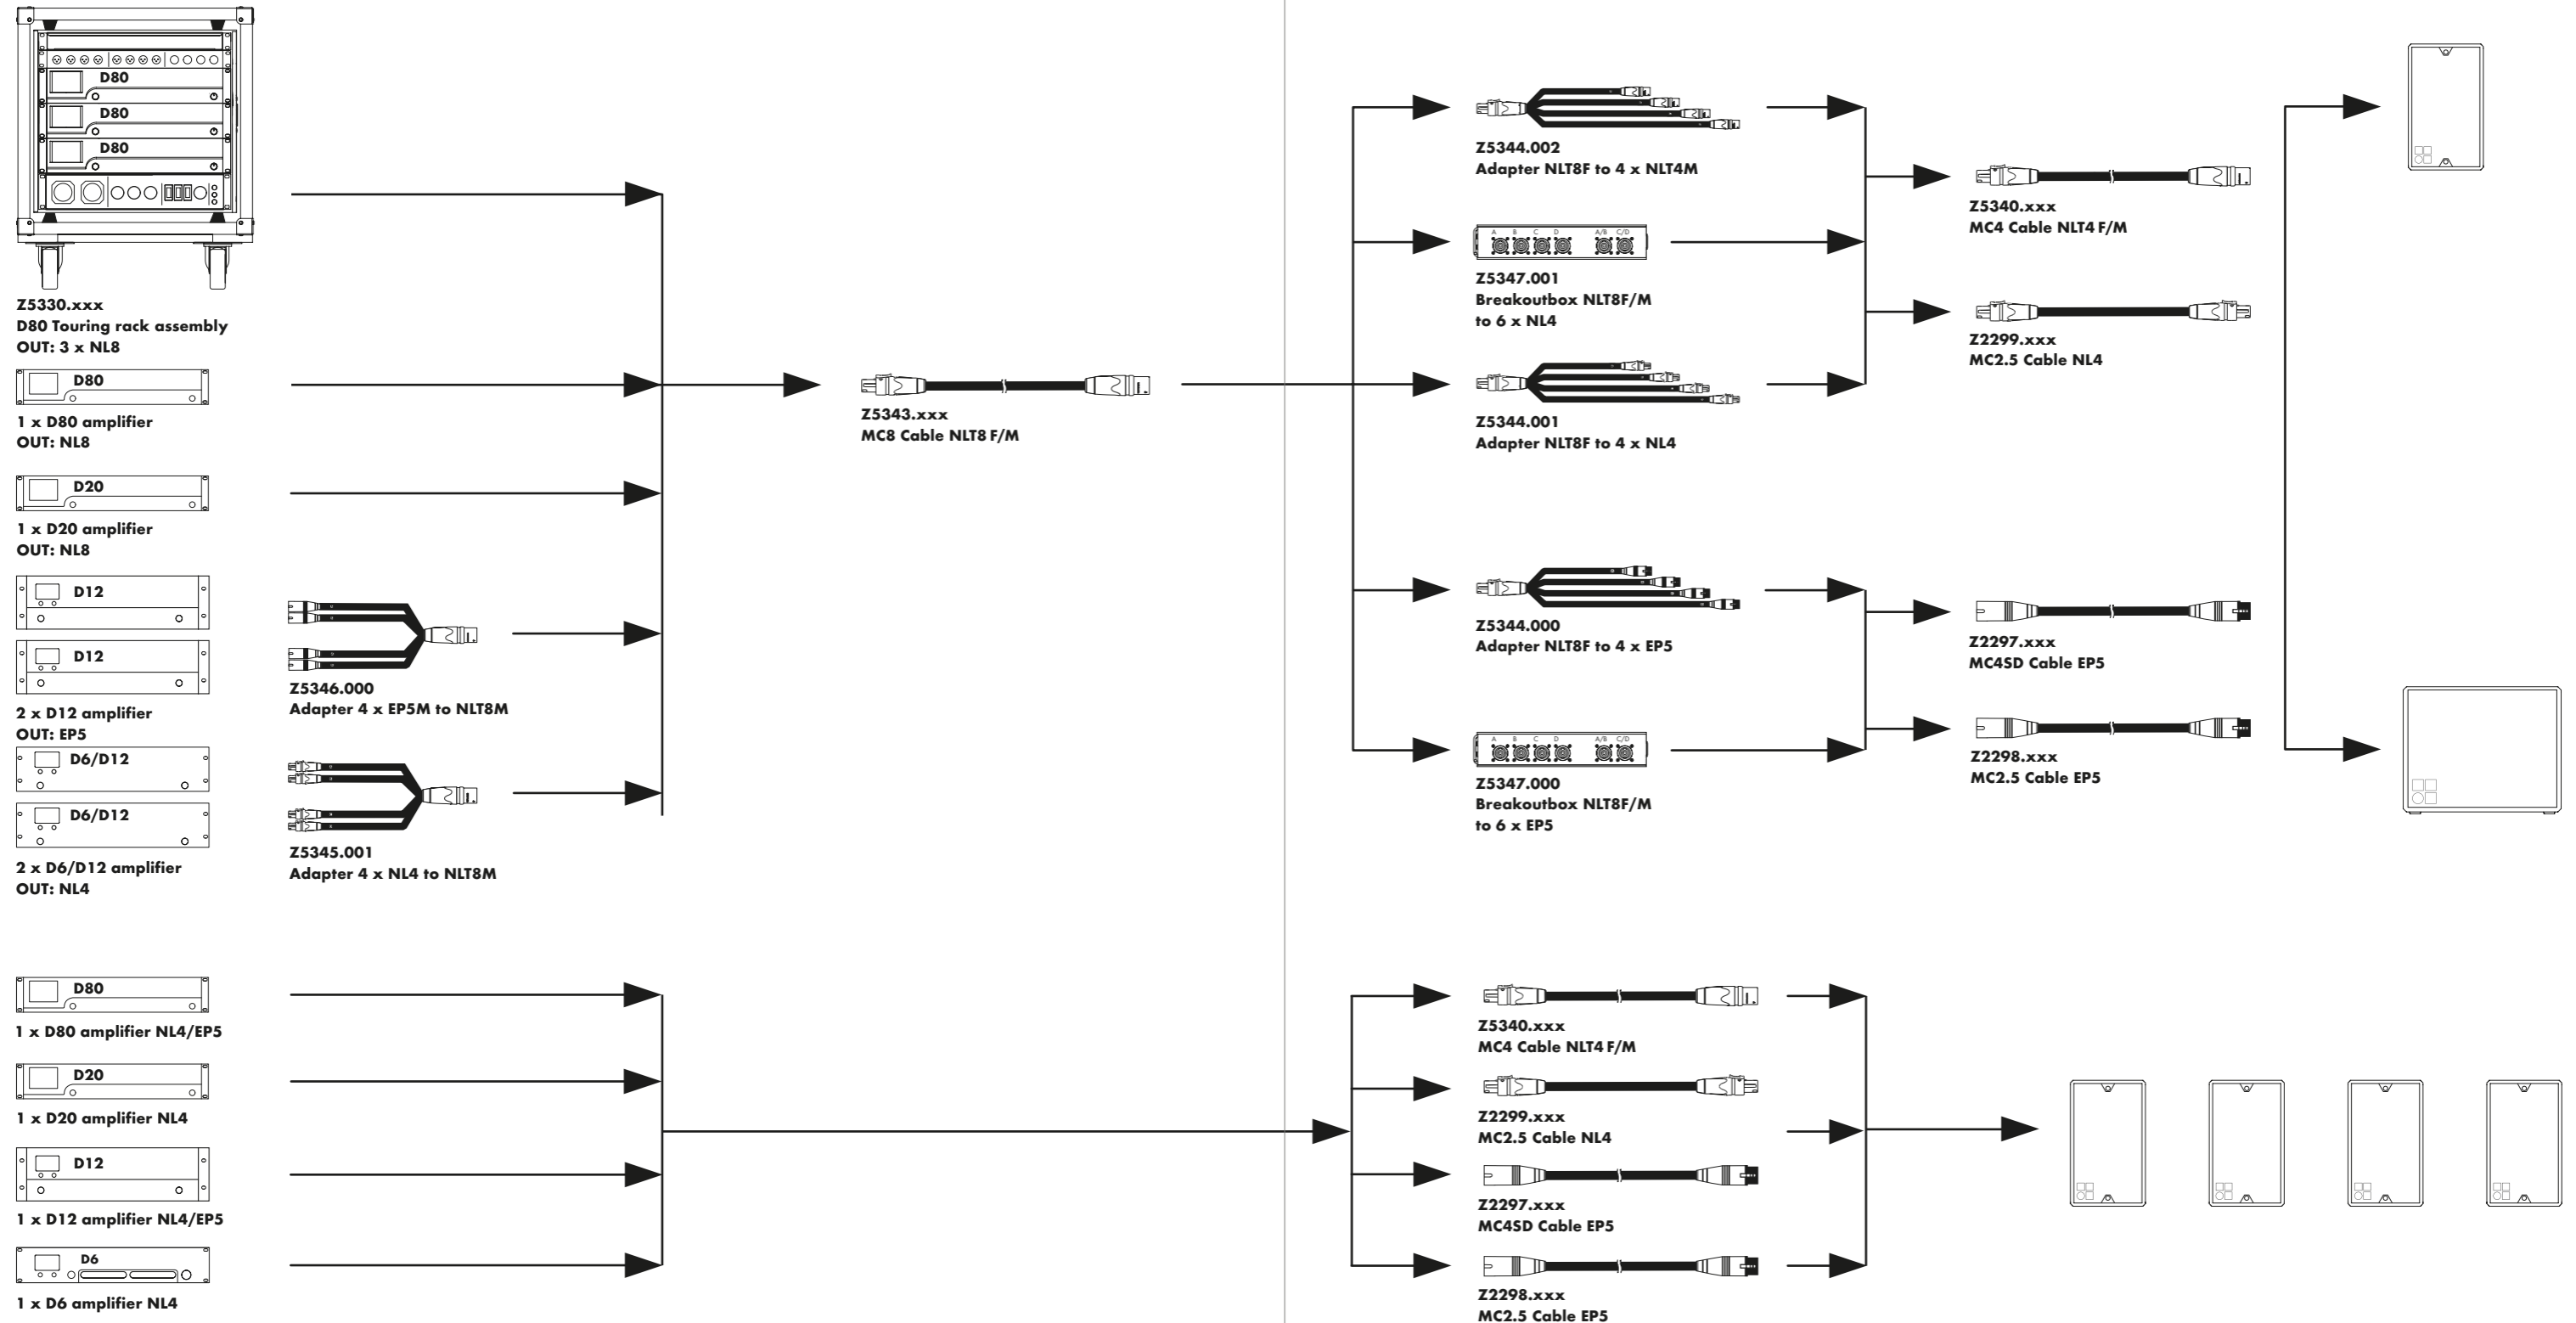 D80
D80
D80
Z5330.xxx
D80 Touring rack assembly
OUT: 3 x NL8
D80
1 x D80 amplifier
OUT: NL8
D20
1 x D20 amplifier
OUT: NL8
D12
D12
2 x D12 amplifier
OUT: EP5
D6/D12
D6/D12
2 x D6/D12 amplifier
OUT: NL4
Z5346.000
Adapter 4 x EP5M to NLT8M
Z5345.001
Adapter 4 x NL4 to NLT8M
Z5343.xxx
MC8 Cable NLT8 F/M
Z5344.002
Adapter NLT8F to 4 x NLT4M
A B C D A/B C/D
Z5347.001
Breakoutbox NLT8F/M
to 6 x NL4
Z5344.001
Adapter NLT8F to 4 x NL4
Z5344.000
Adapter NLT8F to 4 x EP5
A B C D A/B C/D
Z5347.000
Breakoutbox NLT8F/M
to 6 x EP5
Z5340.xxx
MC4 Cable NLT4 F/M
Z2299.xxx
MC2.5 Cable NL4
Z2297.xxx
MC4SD Cable EP5
Z2298.xxx
MC2.5 Cable EP5
D80
1 x D80 amplifier NL4/EP5
D20
1 x D20 amplifier NL4
D12
1 x D12 amplifier NL4/EP5
D6
1 x D6 amplifier NL4
Z5340.xxx
MC4 Cable NLT4 F/M
Z2299.xxx
MC2.5 Cable NL4
Z2297.xxx
MC4SD Cable EP5
Z2298.xxx
MC2.5 Cable EP5